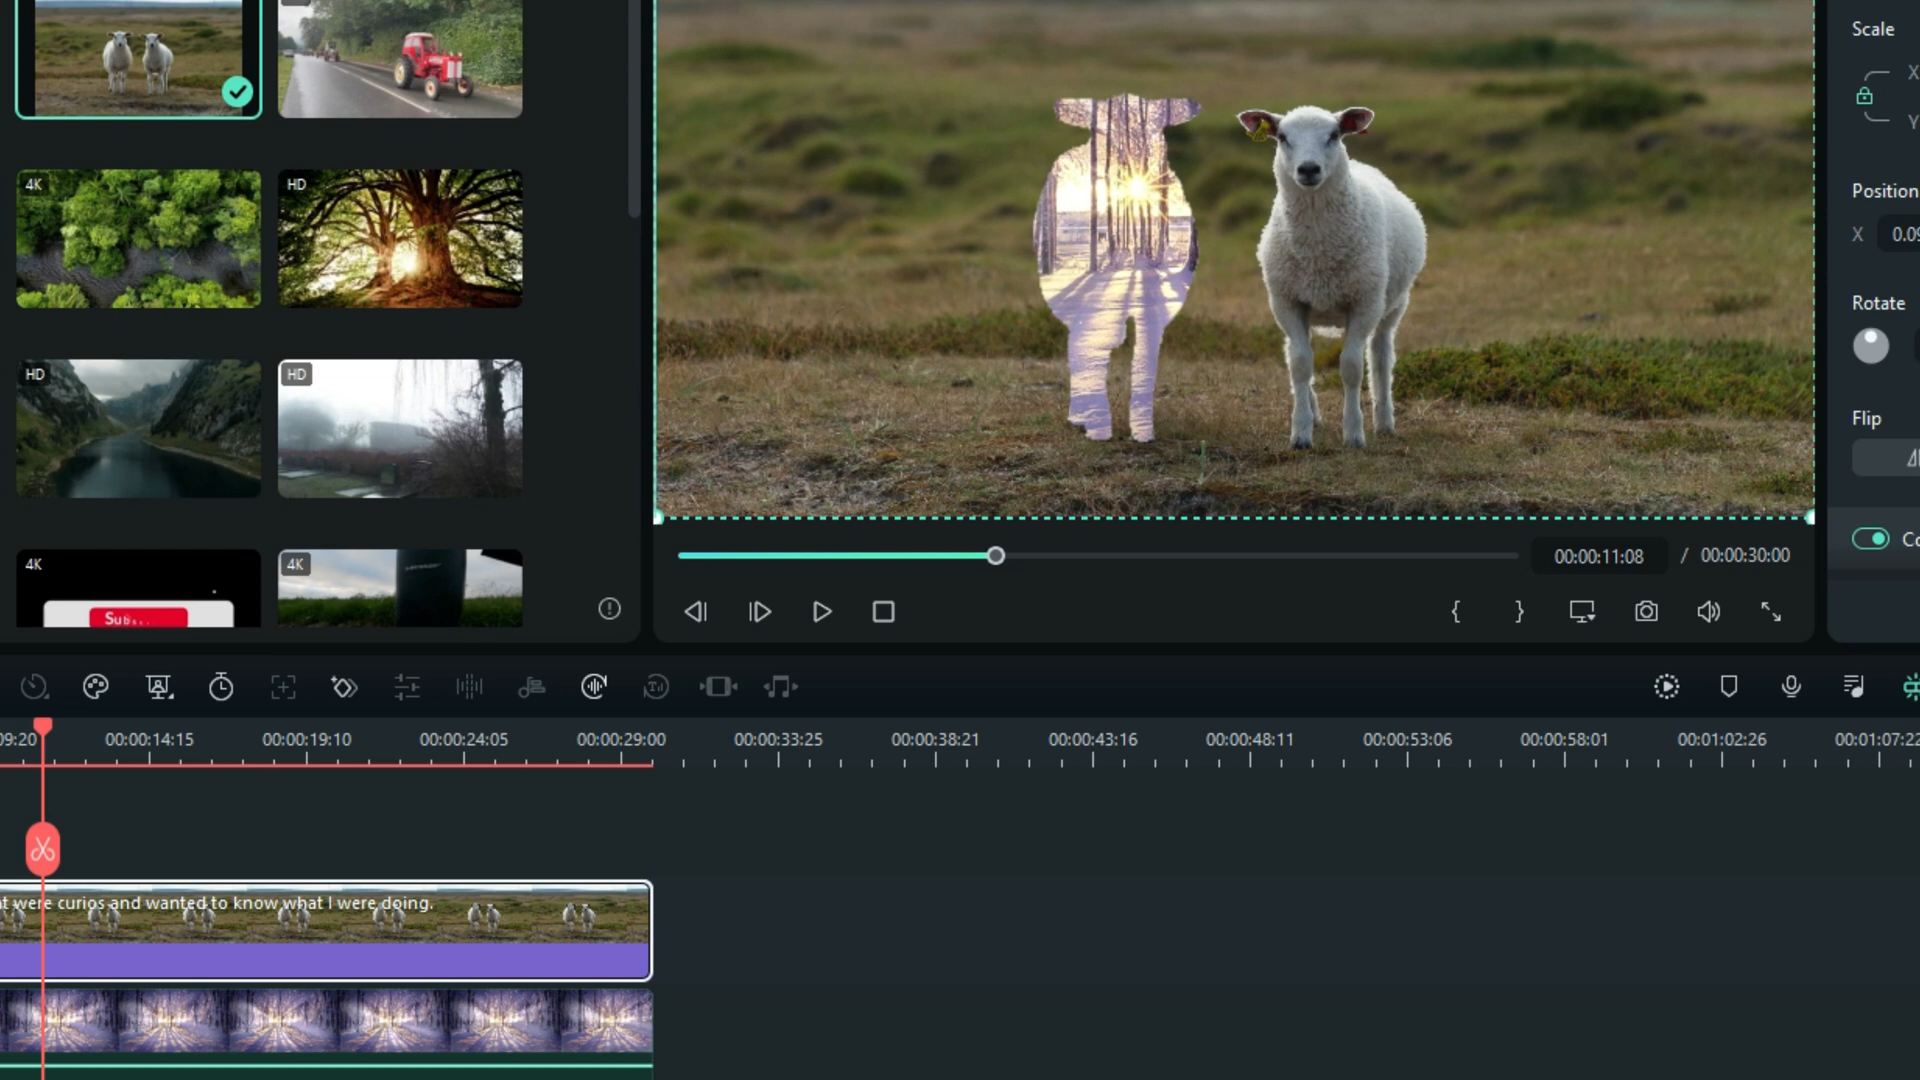 Scale
X
Y
4K
HD
Position
X 0.09
Rotate
HD
HD
Flip
Co
00:00:11:08 / 00:00:30:00
4K
4K
Subs...
{ }
09:20 00:00:14:15 00:00:19:10 00:00:24:05 00:00:29:00 00:00:33:25 00:00:38:21 00:00:43:16 00:00:48:11 00:00:53:06 00:00:58:01 00:01:02:26 00:01:07:22
t were curios and wanted to know what I were doing.